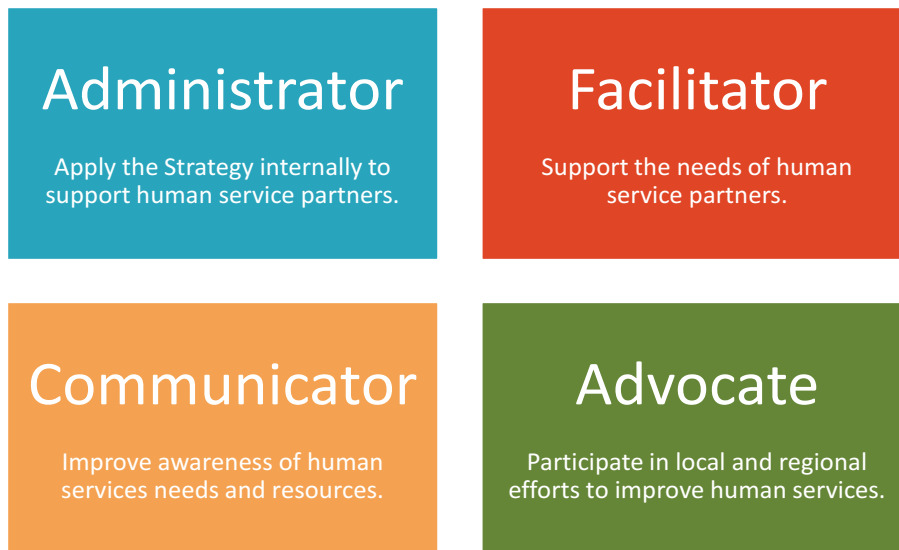 Administrator
Apply the Strategy internally to
support human service partners.
Facilitator
Support the needs of human
service partners.
Communicator
Improve awareness of human
services needs and resources.
Advocate
Participate in local and regional
efforts to improve human services.